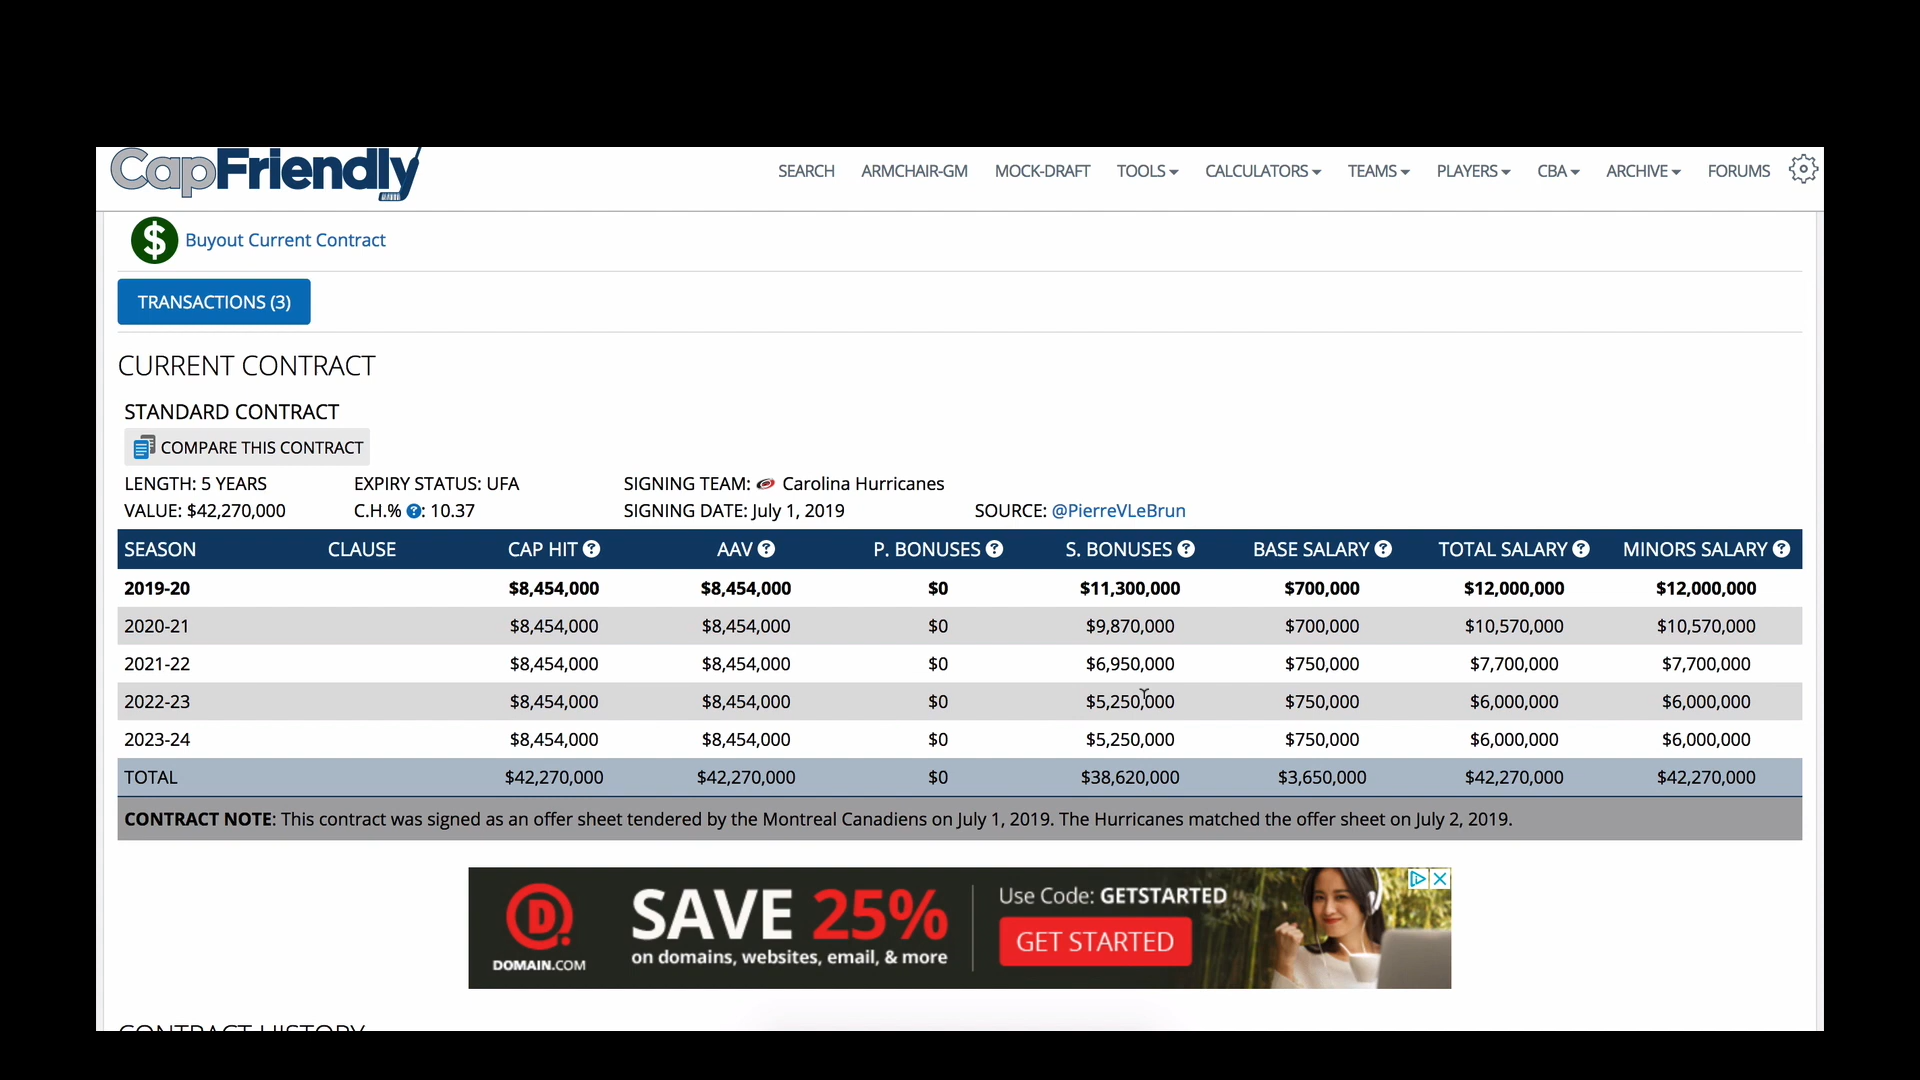 CapFriendly
SEARCH ARMCHAIR-GM MOCK-DRAFT TOOLS CALCULATORS TEAMS PLAYERS CBA ARCHIVE FORUMS
$ Buyout Current Contract
TRANSACTIONS (3)
CURRENT CONTRACT
STANDARD CONTRACT
COMPARE THIS CONTRACT
LENGTH: 5 YEARS EXPIRY STATUS: UFA SIGNING TEAM: Carolina Hurricanes
VALUE: $42,270,000 C.H.% ?: 10.37 SIGNING DATE: July 1, 2019 SOURCE: @PierreVLeBrun
SEASON CLAUSE CAP HIT ? AAV ? P. BONUSES ? S. BONUSES ? BASE SALARY ? TOTAL SALARY ? MINORS SALARY ?
2019-20 $8,454,000 $8,454,000 $0 $11,300,000 $700,000 $12,000,000 $12,000,000
2020-21 $8,454,000 $8,454,000 $0 $9,870,000 $700,000 $10,570,000 $10,570,000
2021-22 $8,454,000 $8,454,000 $0 $6,950,000 $750,000 $7,700,000 $7,700,000
2022-23 $8,454,000 $8,454,000 $0 $5,250,000 $750,000 $6,000,000 $6,000,000
2023-24 $8,454,000 $8,454,000 $0 $5,250,000 $750,000 $6,000,000 $6,000,000
TOTAL $42,270,000 $42,270,000 $0 $38,620,000 $3,650,000 $42,270,000 $42,270,000
CONTRACT NOTE: This contract was signed as an offer sheet tendered by the Montreal Canadiens on July 1, 2019. The Hurricanes matched the offer sheet on July 2, 2019.
D
DOMAIN.COM
SAVE 25%
on domains, websites, email, & more
Use Code: GETSTARTED
GET STARTED
CONTRACT HISTORY